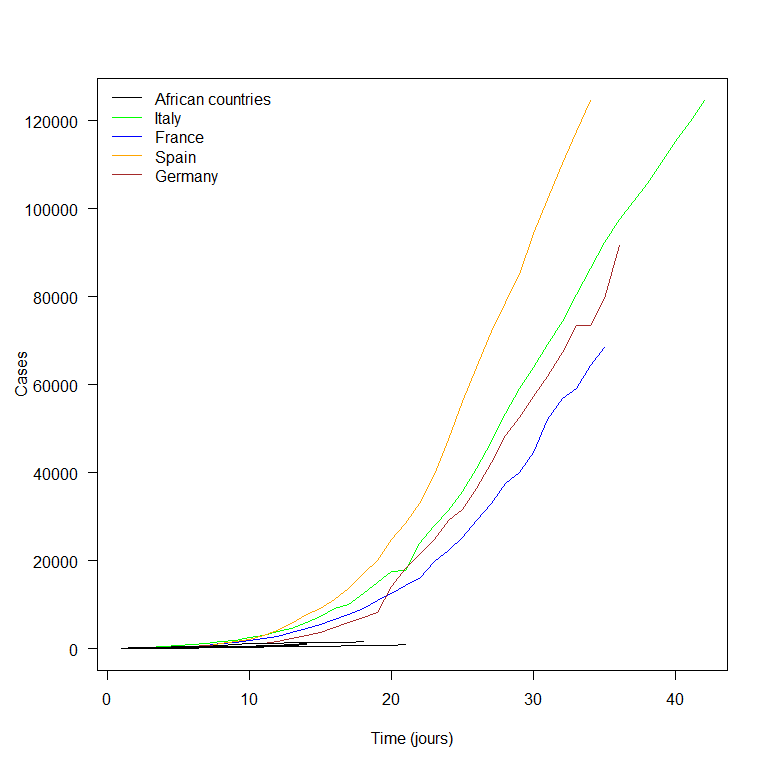 African countries
Italy
France
Spain
Germany
120000
100000
80000
60000
40000
20000
0
Cases
0 10 20 30 40
Time (jours)